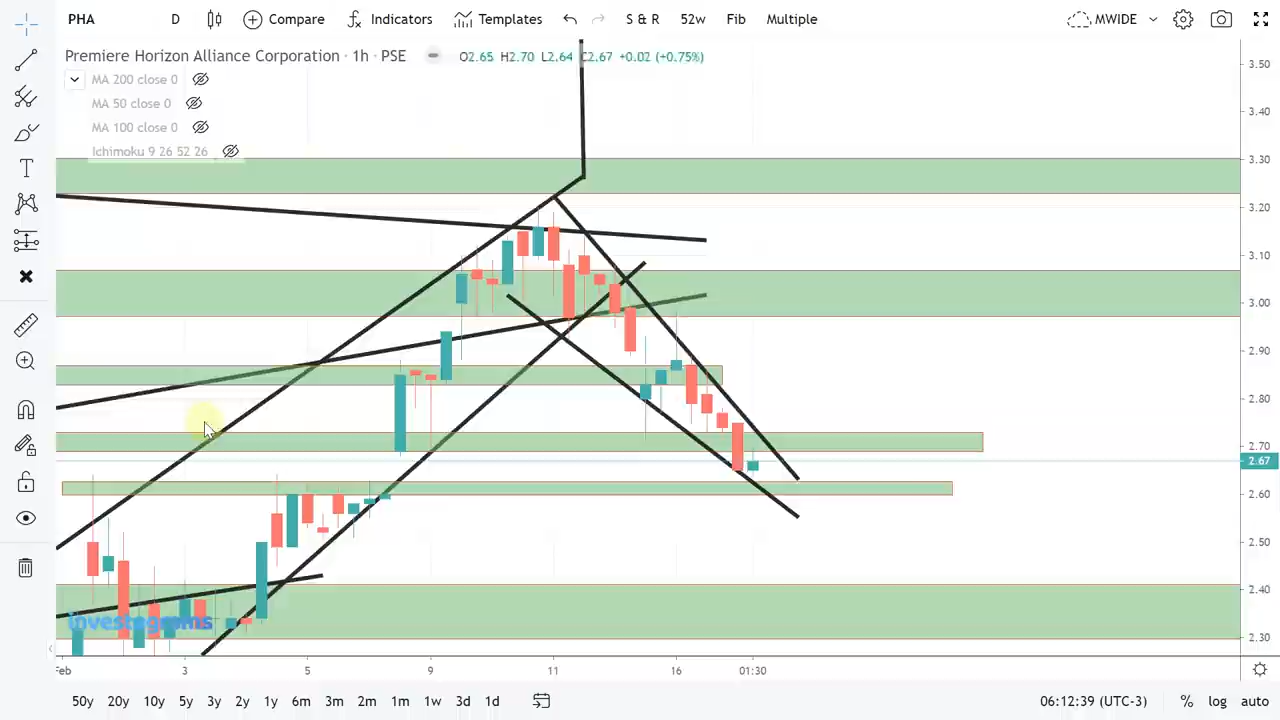 PHA D Compare Indicators Templates S & R 52w Fib Multiple MWIDE
Premiere Horizon Alliance Corporation · 1h · PSE O2.65 H2.70 L2.64 C2.67 +0.02 (+0.75%)
MA 200 close 0
MA 50 close 0
MA 100 close 0
Ichimoku 9 26 52 26
3.50
3.40
3.30
3.20
3.10
3.00
2.90
2.80
2.70
2.67
2.60
2.50
2.40
2.30
investagrams
Feb 3 5 9 11 16 01:30
50y 20y 10y 5y 3y 2y 1y 6m 3m 2m 1m 1w 3d 1d 06:12:39 (UTC-3) % log auto